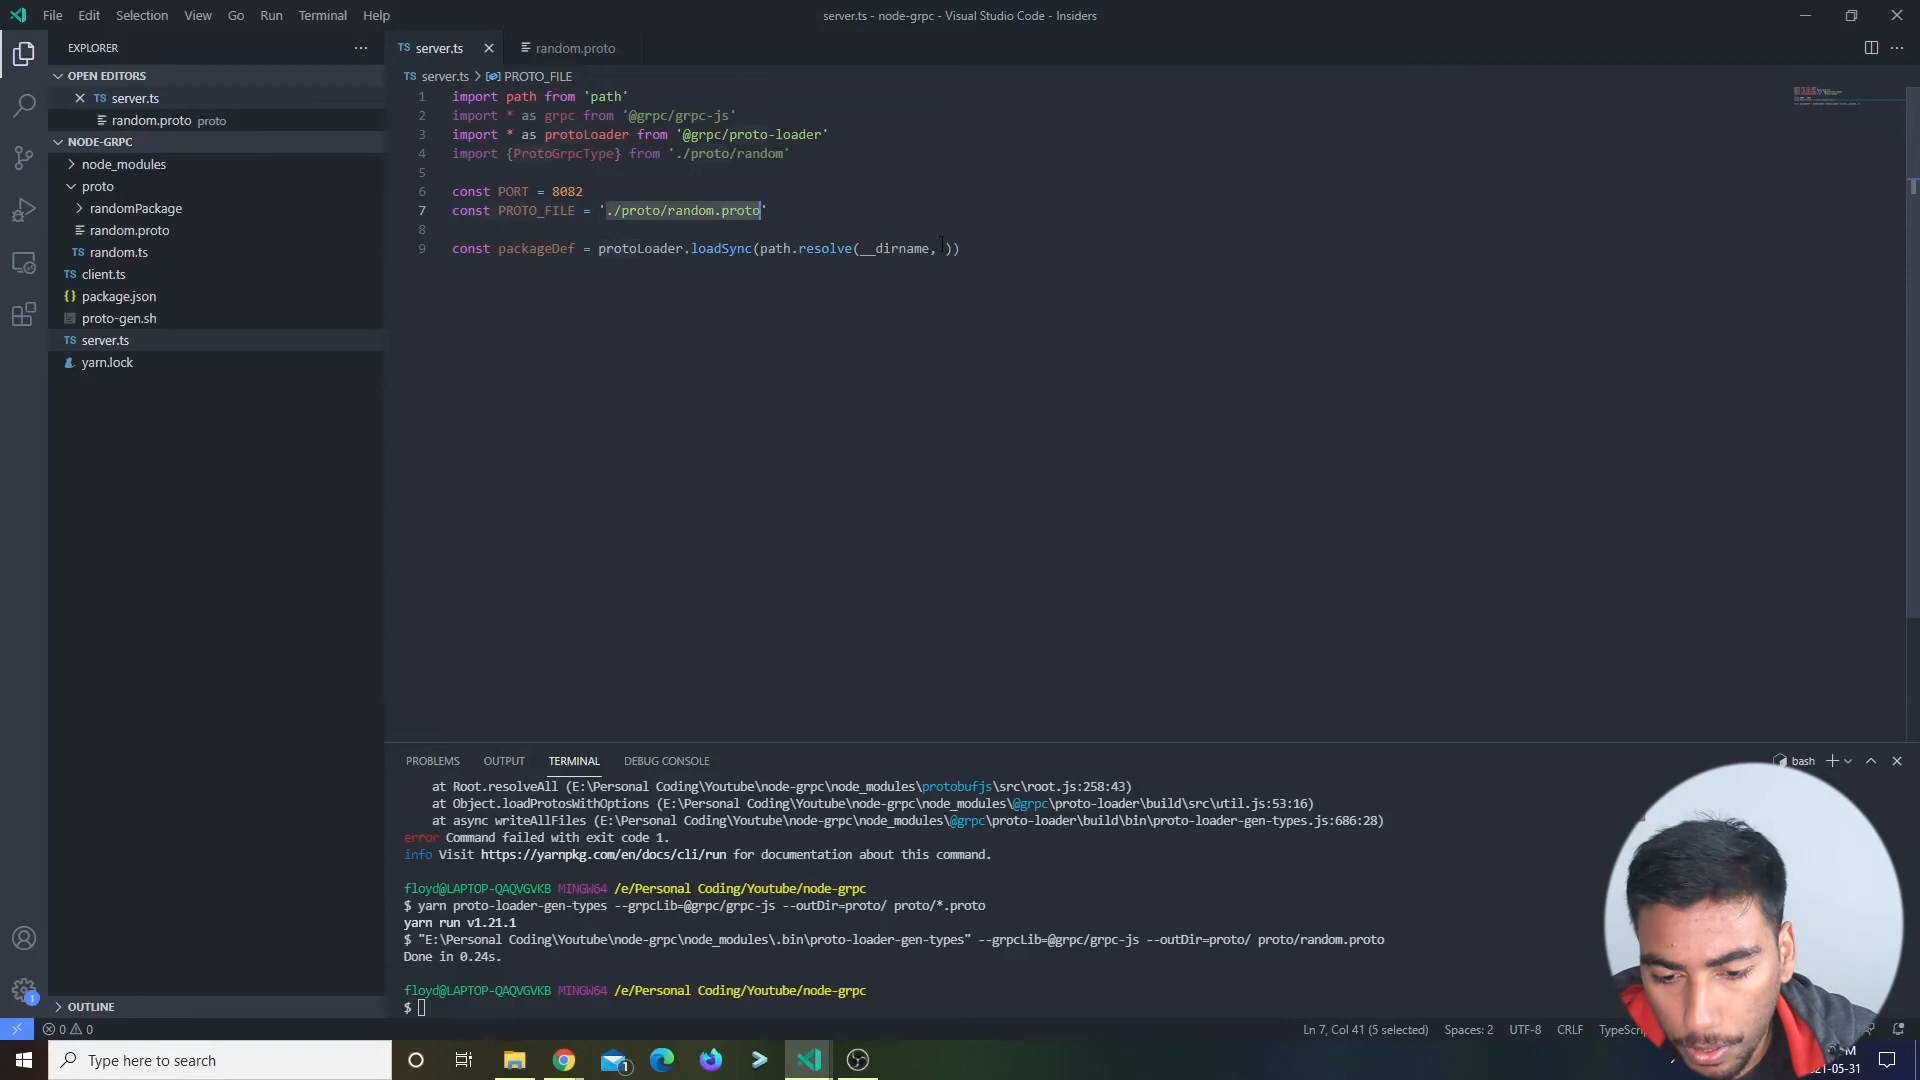 File Edit Selection View Go Run Terminal Help
server.ts - node-grpc - Visual Studio Code - Insiders
EXPLORER
OPEN EDITORS
TS server.ts
random.proto proto
NODE-GRPC
node_modules
proto
randomPackage
random.proto
TS random.ts
TS client.ts
{} package.json
proto-gen.sh
TS server.ts
yarn.lock
OUTLINE
TS server.ts
random.proto
TS server.ts > PROTO_FILE
1 import path from 'path'
2 import * as grpc from '@grpc/grpc-js'
3 import * as protoLoader from '@grpc/proto-loader'
4 import {ProtoGrpcType} from './proto/random'
5
6 const PORT = 8082
7 const PROTO_FILE = './proto/random.proto'
8
9 const packageDef = protoLoader.loadSync(path.resolve(__dirname, ))
PROBLEMS OUTPUT TERMINAL DEBUG CONSOLE
bash
at Root.resolveAll (E:\Personal Coding\Youtube\node-grpc\node_modules\protobufjs\src\root.js:258:43)
at Object.loadProtosWithOptions (E:\Personal Coding\Youtube\node-grpc\node_modules\@grpc\proto-loader\build\src\util.js:53:16)
at async writeAllFiles (E:\Personal Coding\Youtube\node-grpc\node_modules\@grpc\proto-loader\build\bin\proto-loader-gen-types.js:686:28)
error Command failed with exit code 1.
info Visit https://yarnpkg.com/en/docs/cli/run for documentation about this command.
floyd@LAPTOP-QAQVGVKB MINGW64 /e/Personal Coding/Youtube/node-grpc
$ yarn proto-loader-gen-types --grpcLib=@grpc/grpc-js --outDir=proto/ proto/*.proto
yarn run v1.21.1
$ "E:\Personal Coding\Youtube\node-grpc\node_modules\.bin\proto-loader-gen-types" --grpcLib=@grpc/grpc-js --outDir=proto/ proto/random.proto
Done in 0.24s.
floyd@LAPTOP-QAQVGVKB MINGW64 /e/Personal Coding/Youtube/node-grpc
$
0 0
Ln 7, Col 41 (5 selected) Spaces: 2 UTF-8 CRLF
1
Type here to search
1